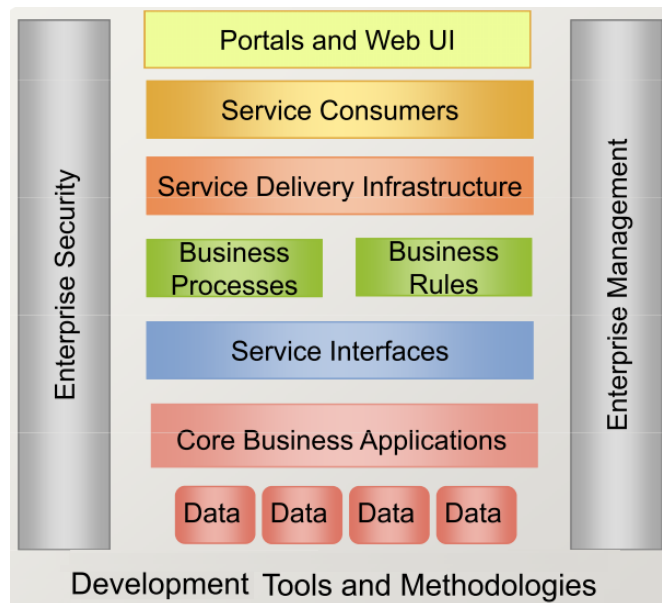 Portals and Web UI
Service Consumers
Service Delivery Infrastructure
Business
Processes
Business
Rules
Service Interfaces
Core Business Applications
Data
Data
Data
Data
Enterprise Security
Enterprise Management
Development Tools and Methodologies